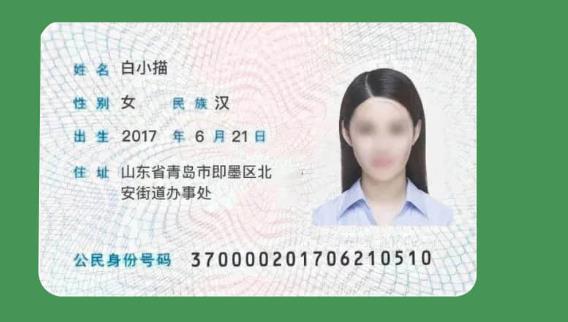 姓名 白小描
性别 女 民族 汉
出生 2017 年 6 月 21 日
住址 山东省青岛市即墨区北
安街道办事处
公民身份号码 370000201706210510